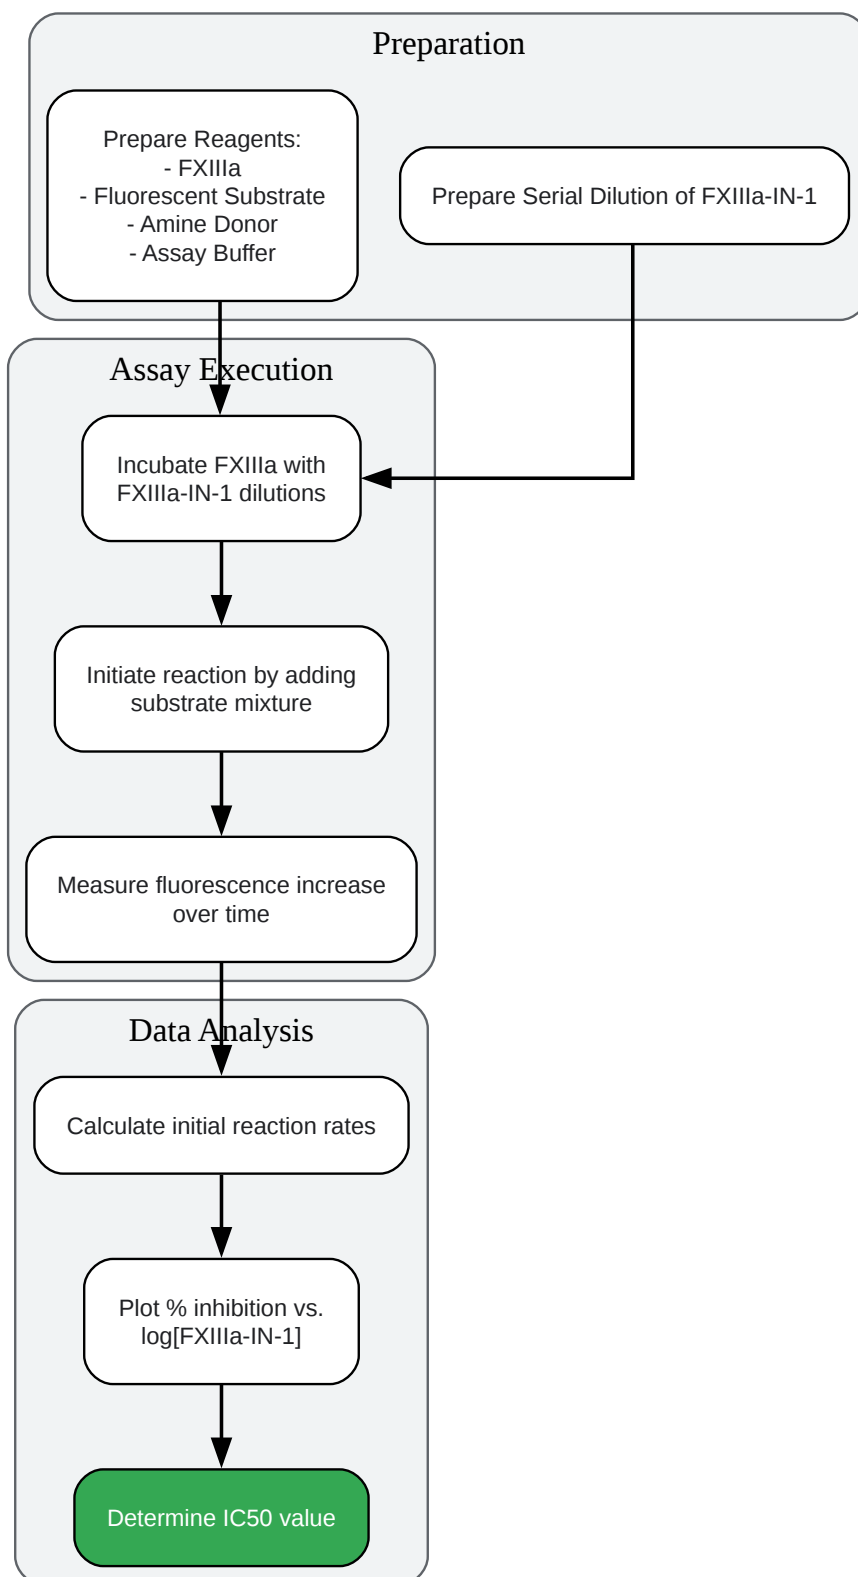 Preparation
Prepare Reagents:
- FXIIIa
- Fluorescent Substrate
- Amine Donor
- Assay Buffer
Prepare Serial Dilution of FXIIIa-IN-1
Assay Execution
Incubate FXIIIa with
FXIIIa-IN-1 dilutions
Initiate reaction by adding
substrate mixture
Measure fluorescence increase
over time
Data Analysis
Calculate initial reaction rates
Plot % inhibition vs.
log[FXIIIa-IN-1]
Determine IC50 value